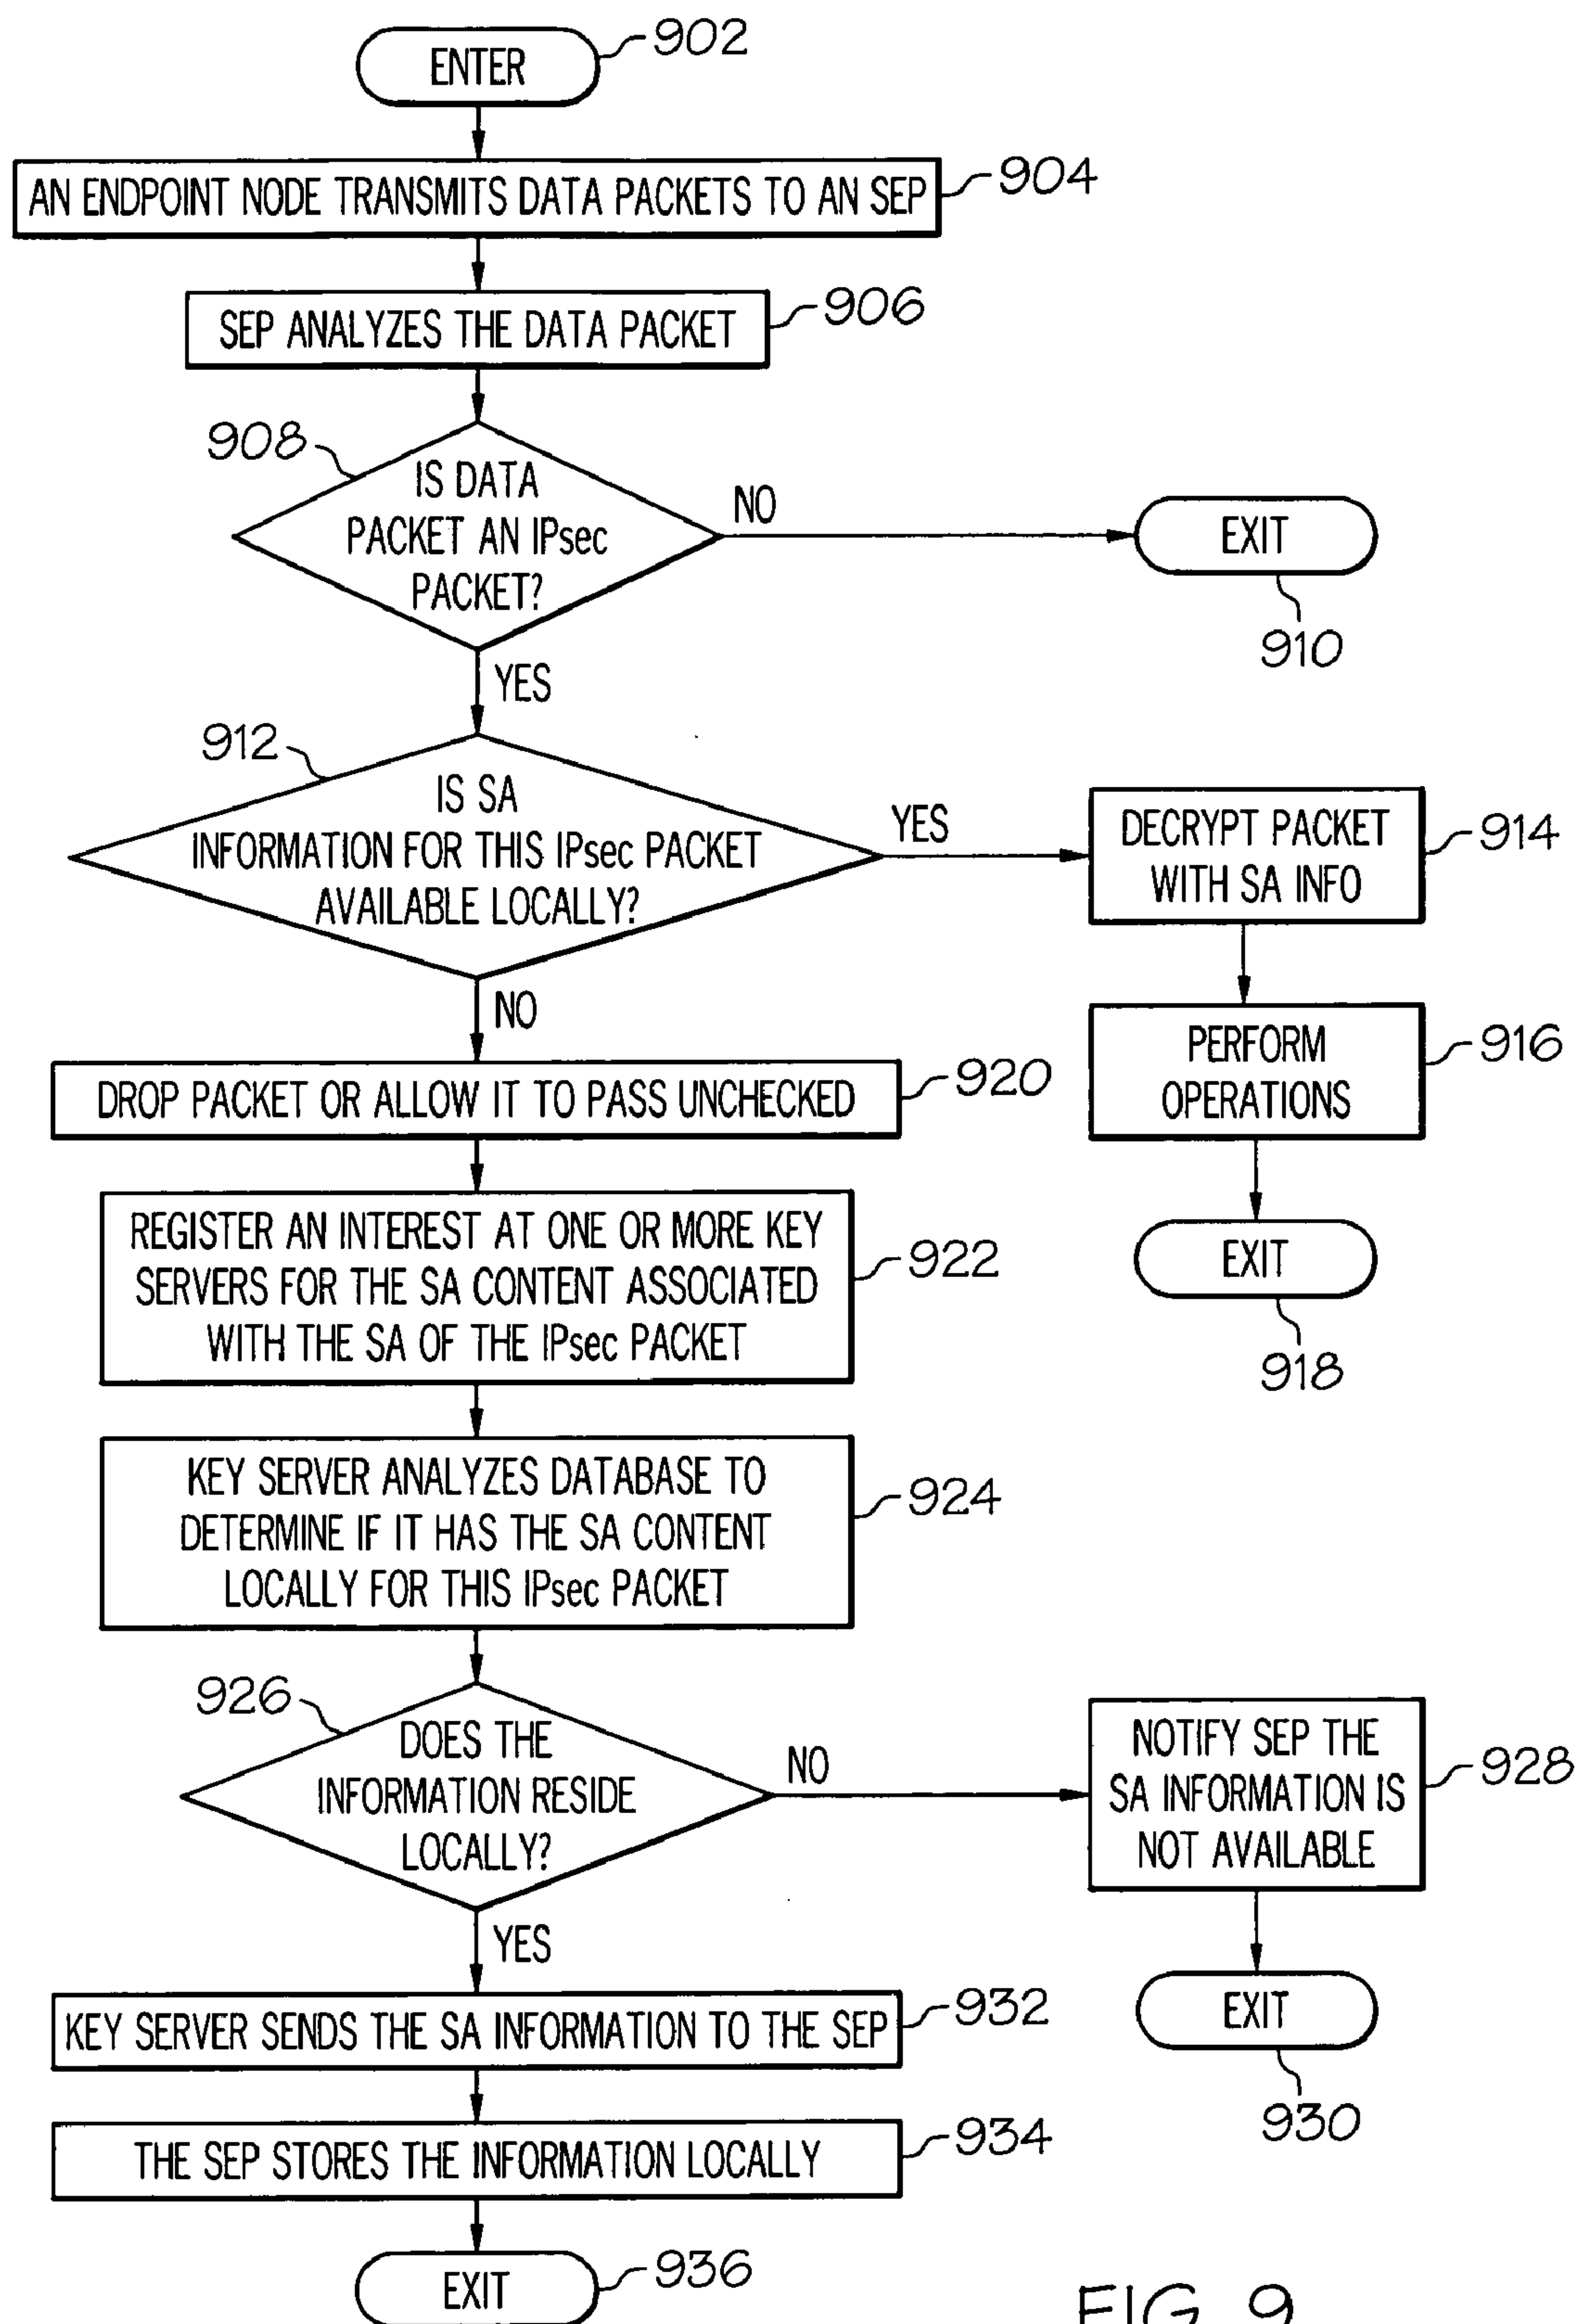 ENTER
902
AN ENDPOINT NODE TRANSMITS DATA PACKETS TO AN SEP
904
SEP ANALYZES THE DATA PACKET
906
908
IS DATA
PACKET AN IPsec
PACKET?
NO
EXIT
910
YES
912
IS SA
INFORMATION FOR THIS IPsec PACKET
AVAILABLE LOCALLY?
YES
DECRYPT PACKET
WITH SA INFO
914
PERFORM
OPERATIONS
916
EXIT
918
NO
DROP PACKET OR ALLOW IT TO PASS UNCHECKED
920
REGISTER AN INTEREST AT ONE OR MORE KEY
SERVERS FOR THE SA CONTENT ASSOCIATED
WITH THE SA OF THE IPsec PACKET
922
KEY SERVER ANALYZES DATABASE TO
DETERMINE IF IT HAS THE SA CONTENT
LOCALLY FOR THIS IPsec PACKET
924
926
DOES THE
INFORMATION RESIDE
LOCALLY?
NO
NOTIFY SEP THE
SA INFORMATION IS
NOT AVAILABLE
928
EXIT
930
YES
KEY SERVER SENDS THE SA INFORMATION TO THE SEP
932
THE SEP STORES THE INFORMATION LOCALLY
934
EXIT
936
FIG. 9